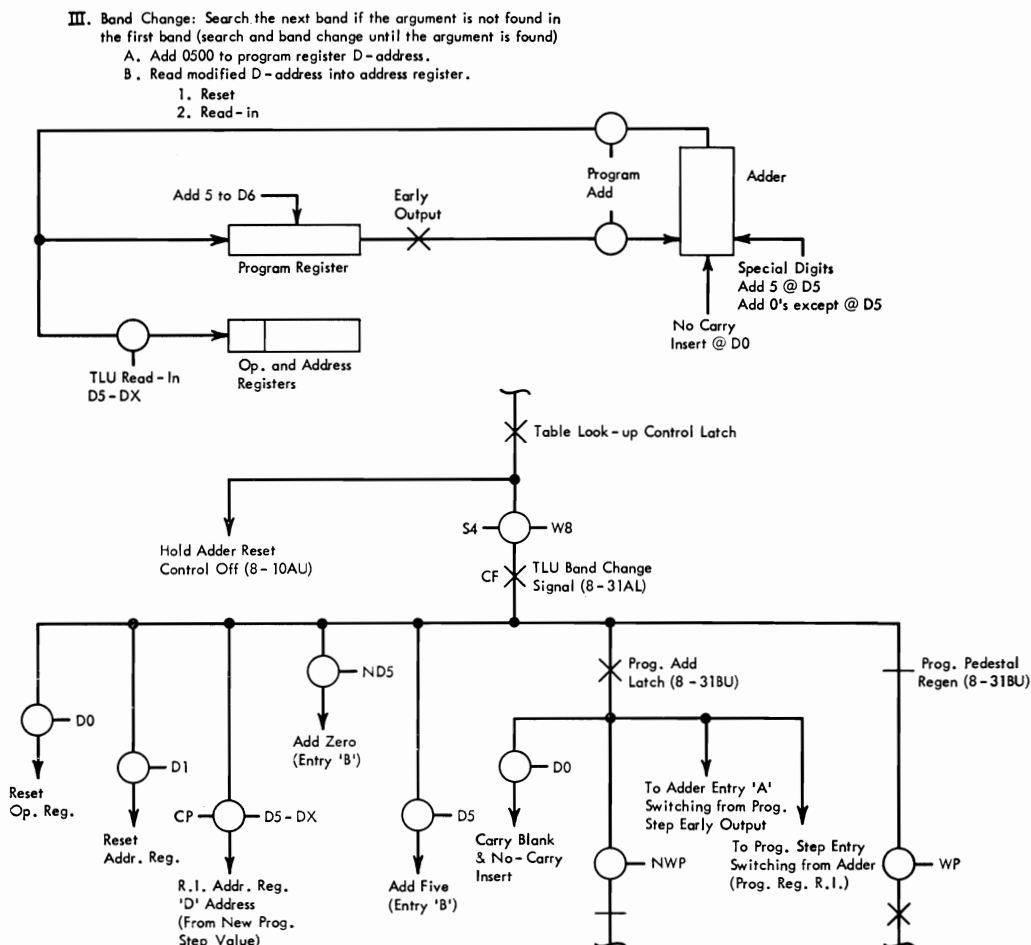 III. Band Change: Search the next band if the argument is not found in
the first band (search and band change until the argument is found)
A. Add 0500 to program register D-address.
B. Read modified D-address into address register.
1. Reset
2. Read-in
Add 5 to D6
Early
Output
Program
Add
Adder
Program Register
Special Digits
Add 5 @ D5
Add 0's except @ D5
No Carry
Insert @ D0
Op. and Address
Registers
TLU Read-In
D5-DX
Table Look-up Control Latch
S4
W8
Hold Adder Reset
Control Off (8-10AU)
CF
TLU Band Change
Signal (8-31AL)
ND5
Prog. Add
Latch (8-31BU)
Prog. Pedestal
Regen (8-31BU)
D0
Add Zero
(Entry 'B')
D1
D0
Reset
Op. Reg.
To Adder Entry 'A'
Switching from Prog.
Step Early Output
CP
D5-DX
D5
Reset
Addr. Reg.
Carry Blank
& No-Carry
Insert
To Prog. Step Entry
Switching from Adder
(Prog. Reg. R.I.)
NWP
WP
R.I. Addr. Reg.
'D' Address
(From New Prog.
Step Value)
Add Five
(Entry 'B')